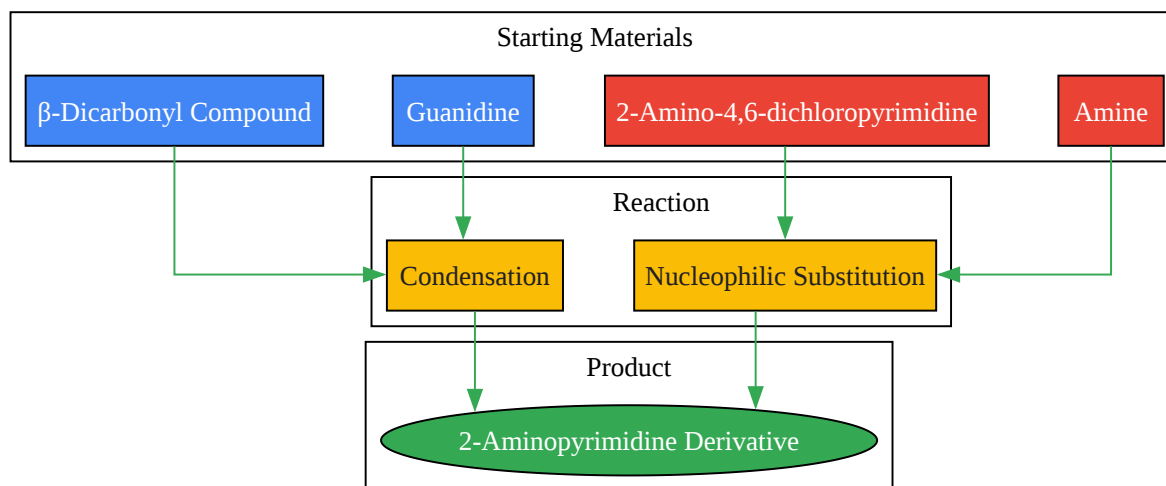 Starting Materials
β-Dicarbonyl Compound
Guanidine
2-Amino-4,6-dichloropyrimidine
Amine
Reaction
Condensation
Nucleophilic Substitution
Product
2-Aminopyrimidine Derivative